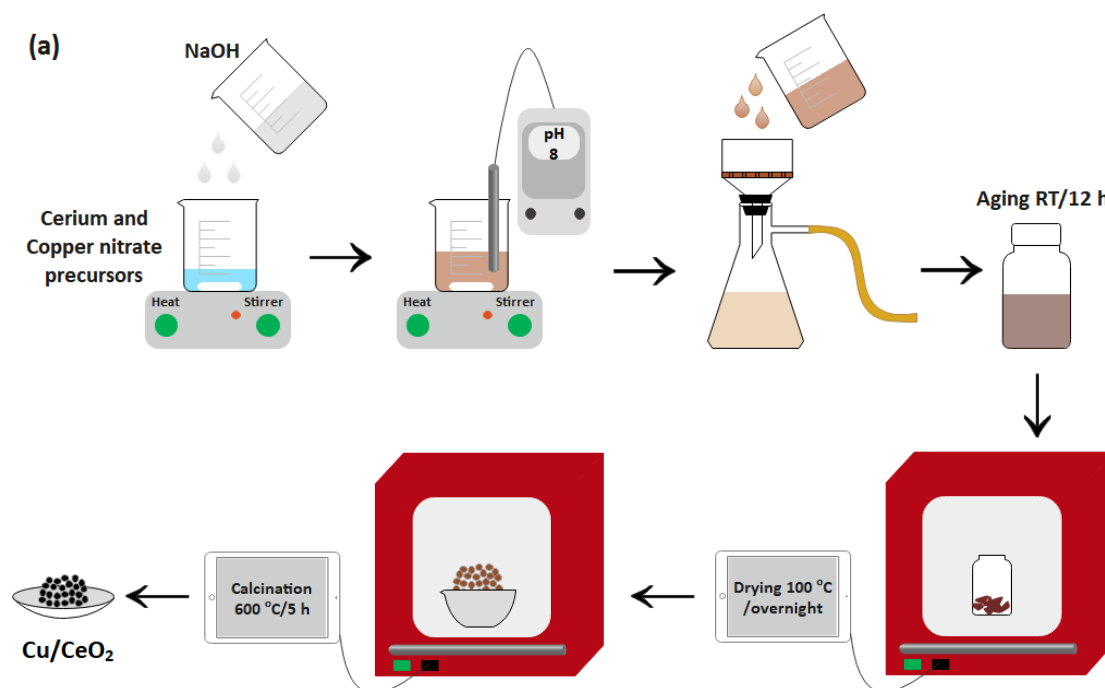 (a)
NaOH
Cerium and
Copper nitrate
precursors
Heat
Stirrer
pH
8
Heat
Stirrer
Aging RT/12 h
Drying 100 °C
/overnight
Calcination
600 °C/5 h
Cu/CeO₂